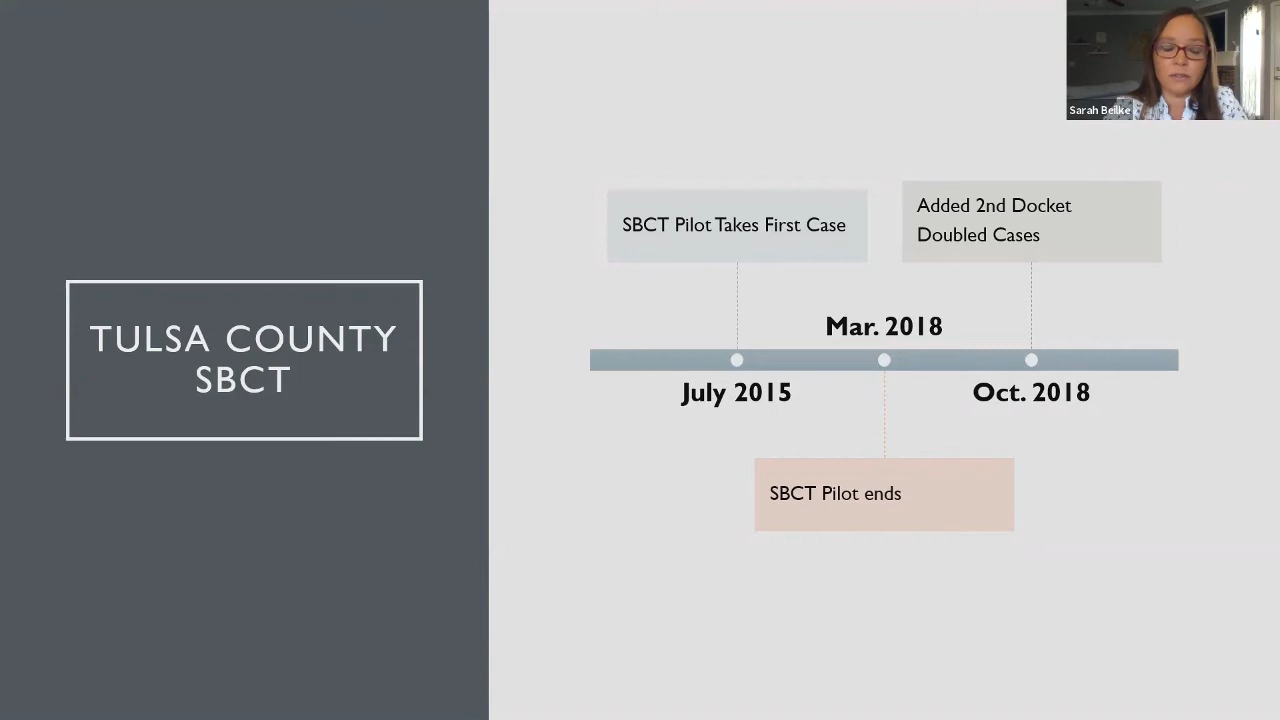 TULSA COUNTY
SBCT
Sarah Beilke
SBCT Pilot Takes First Case
Added 2nd Docket
Doubled Cases
Mar. 2018
July 2015
Oct. 2018
SBCT Pilot ends